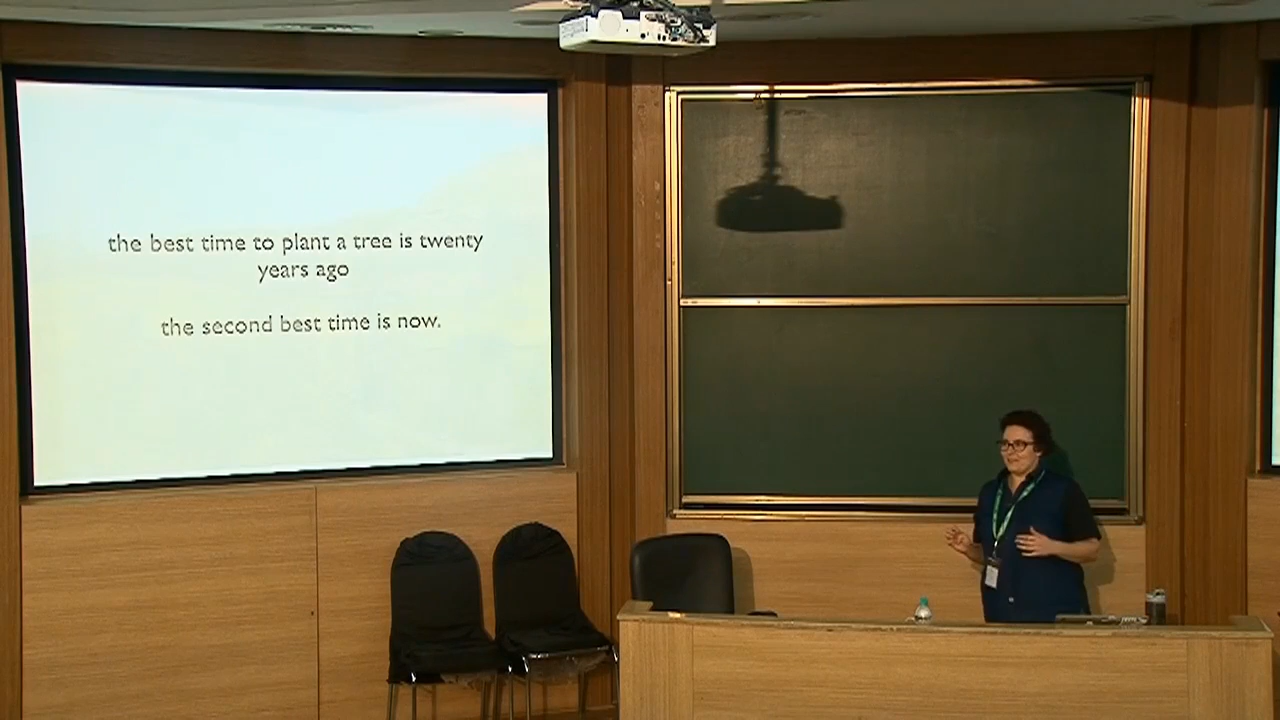 the best time to plant a tree is twenty
years ago
the second best time is now.